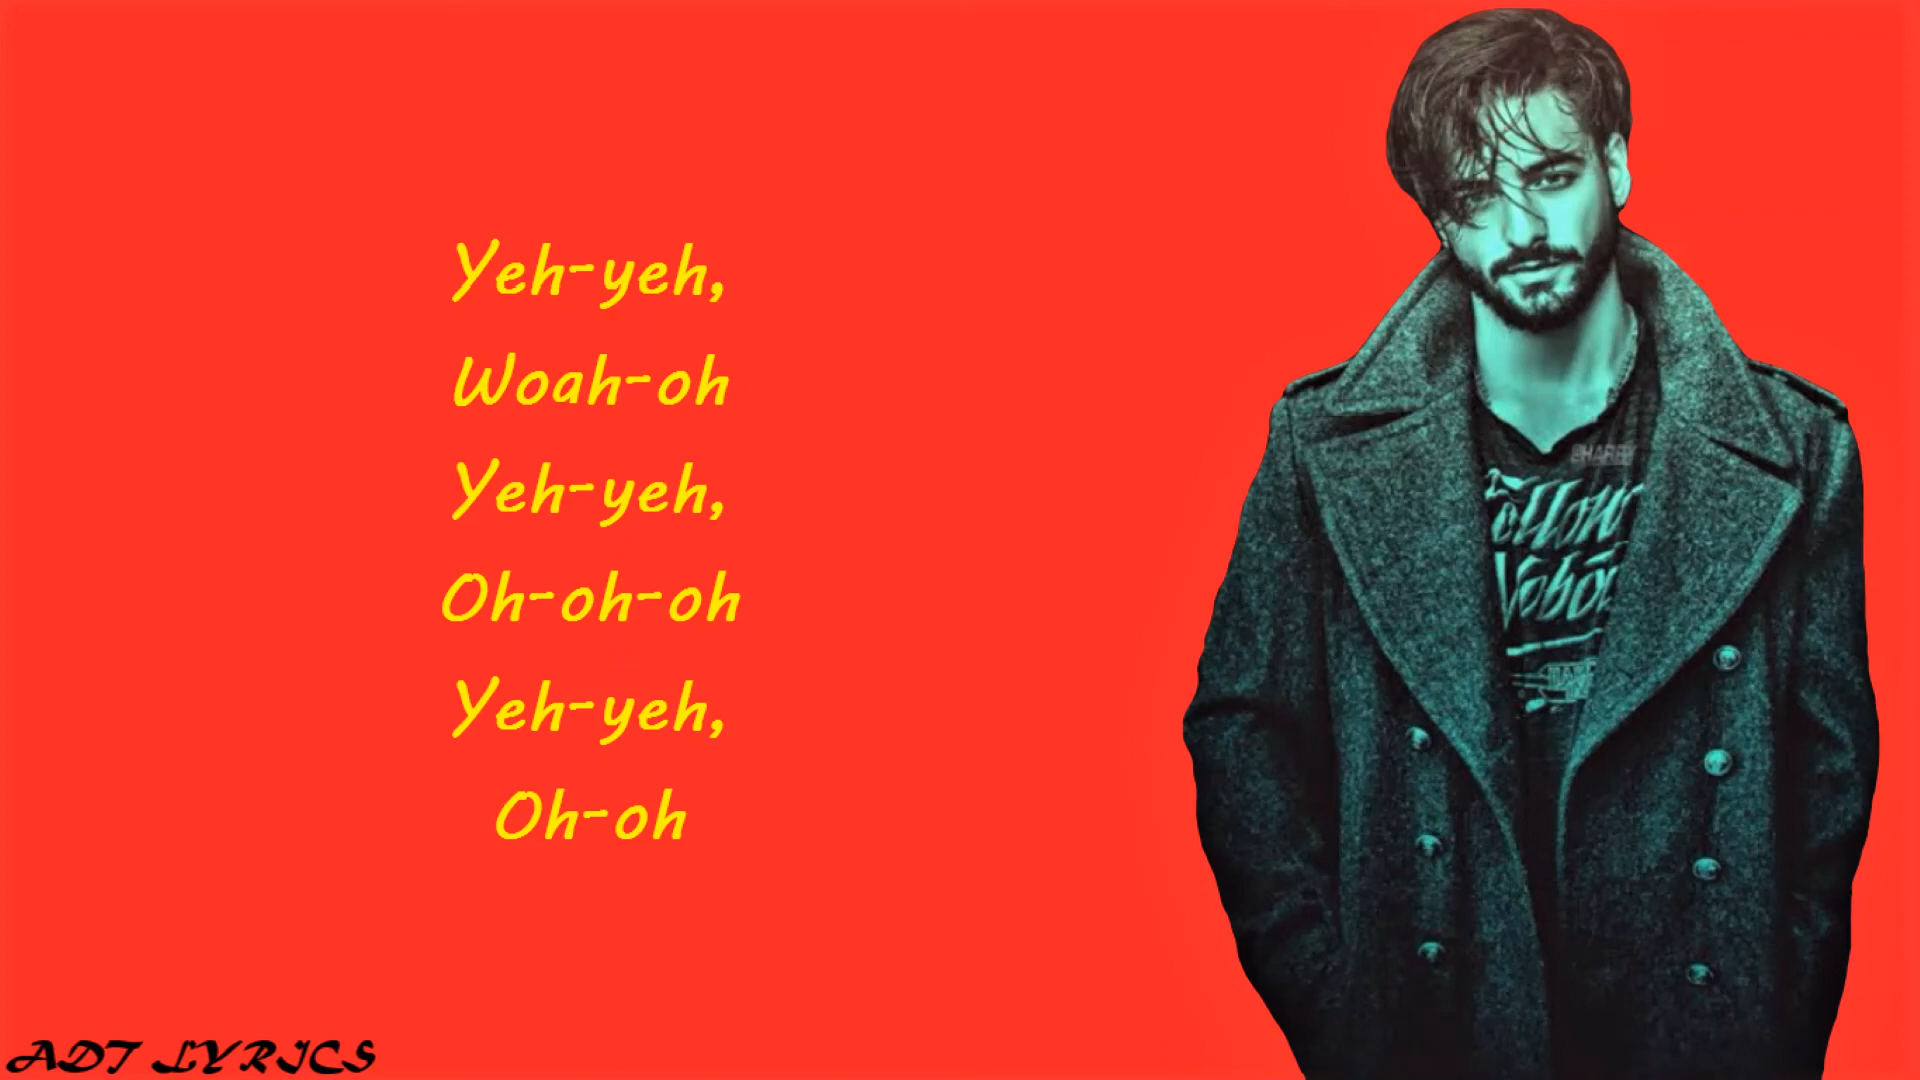 Yeh-yeh,
Woah-oh
Yeh-yeh,
Oh-oh-oh
Yeh-yeh,
Oh-oh
ADT LYRICS